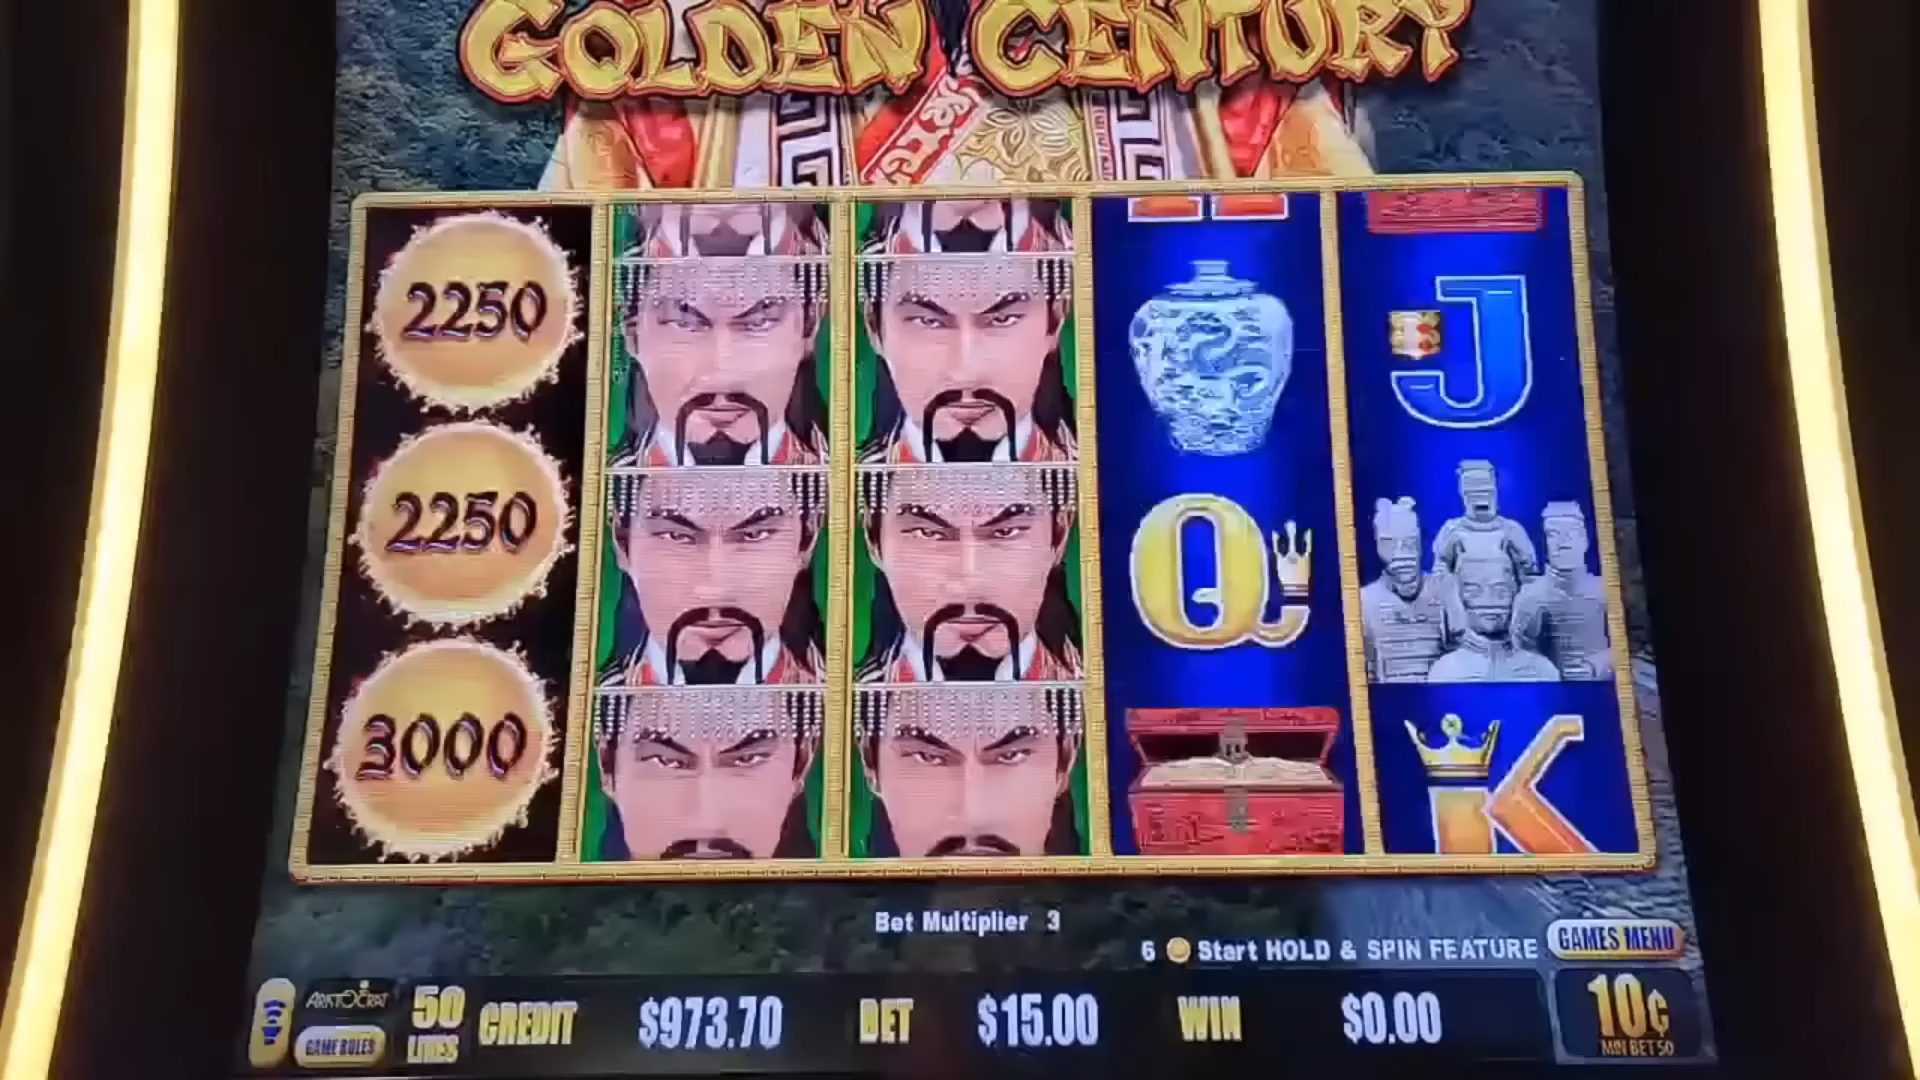 GOLDEN CENTURY
2250
J
2250
Q
3000
K
Bet Multiplier 3
6 Start HOLD & SPIN FEATURE
GAMES MENU
ARISTOCRAT
GAME RULES
50
LINES
CREDIT $973.70
BET $15.00
WIN $0.00
10¢
MIN BET 50